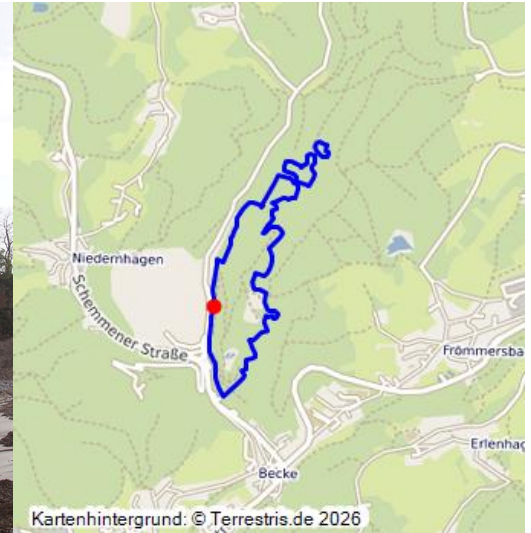 Niedernhagen
Schemmener Straße
Frömmersba
Erlenhag
Becke
Kartenhintergrund: © Terrestris.de 2026